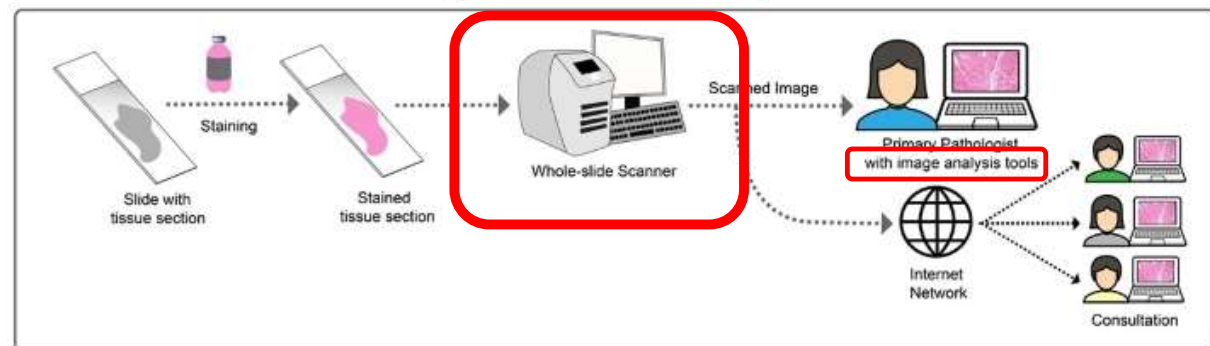 Staining
Slide with
tissue section
Stained
tissue section
Whole-slide Scanner
Scanned Image
Primary Pathologist
with image analysis tools
Internet
Network
Consultation